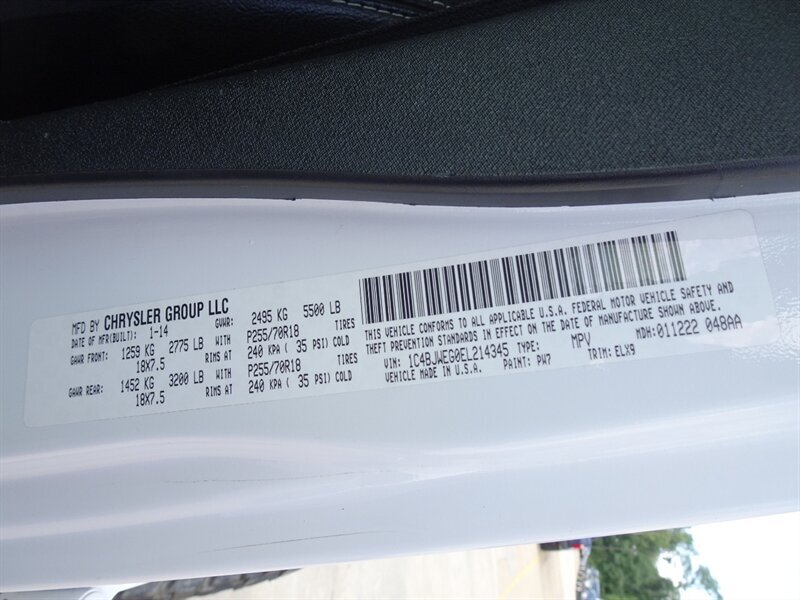 MFD BY CHRYSLER GROUP LLC
DATE OF MFR(BUILT): 1-14 GVWR: 2495 KG 5500 LB
GAWR FRONT: 1259 KG 2775 LB WITH P255/70R18 TIRES
18X7.5 RIMS AT 240 KPA ( 35 PSI) COLD
GAWR REAR: 1452 KG 3200 LB WITH P255/70R18 TIRES
18X7.5 RIMS AT 240 KPA ( 35 PSI) COLD
THIS VEHICLE CONFORMS TO ALL APPLICABLE U.S.A. FEDERAL MOTOR VEHICLE SAFETY AND
THEFT PREVENTION STANDARDS IN EFFECT ON THE DATE OF MANUFACTURE SHOWN ABOVE.
VIN: 1C4BJWEG0EL214345 TYPE: MPV MDH: 011222 048AA
VEHICLE MADE IN U.S.A. PAINT: PW7 TRIM: ELX9